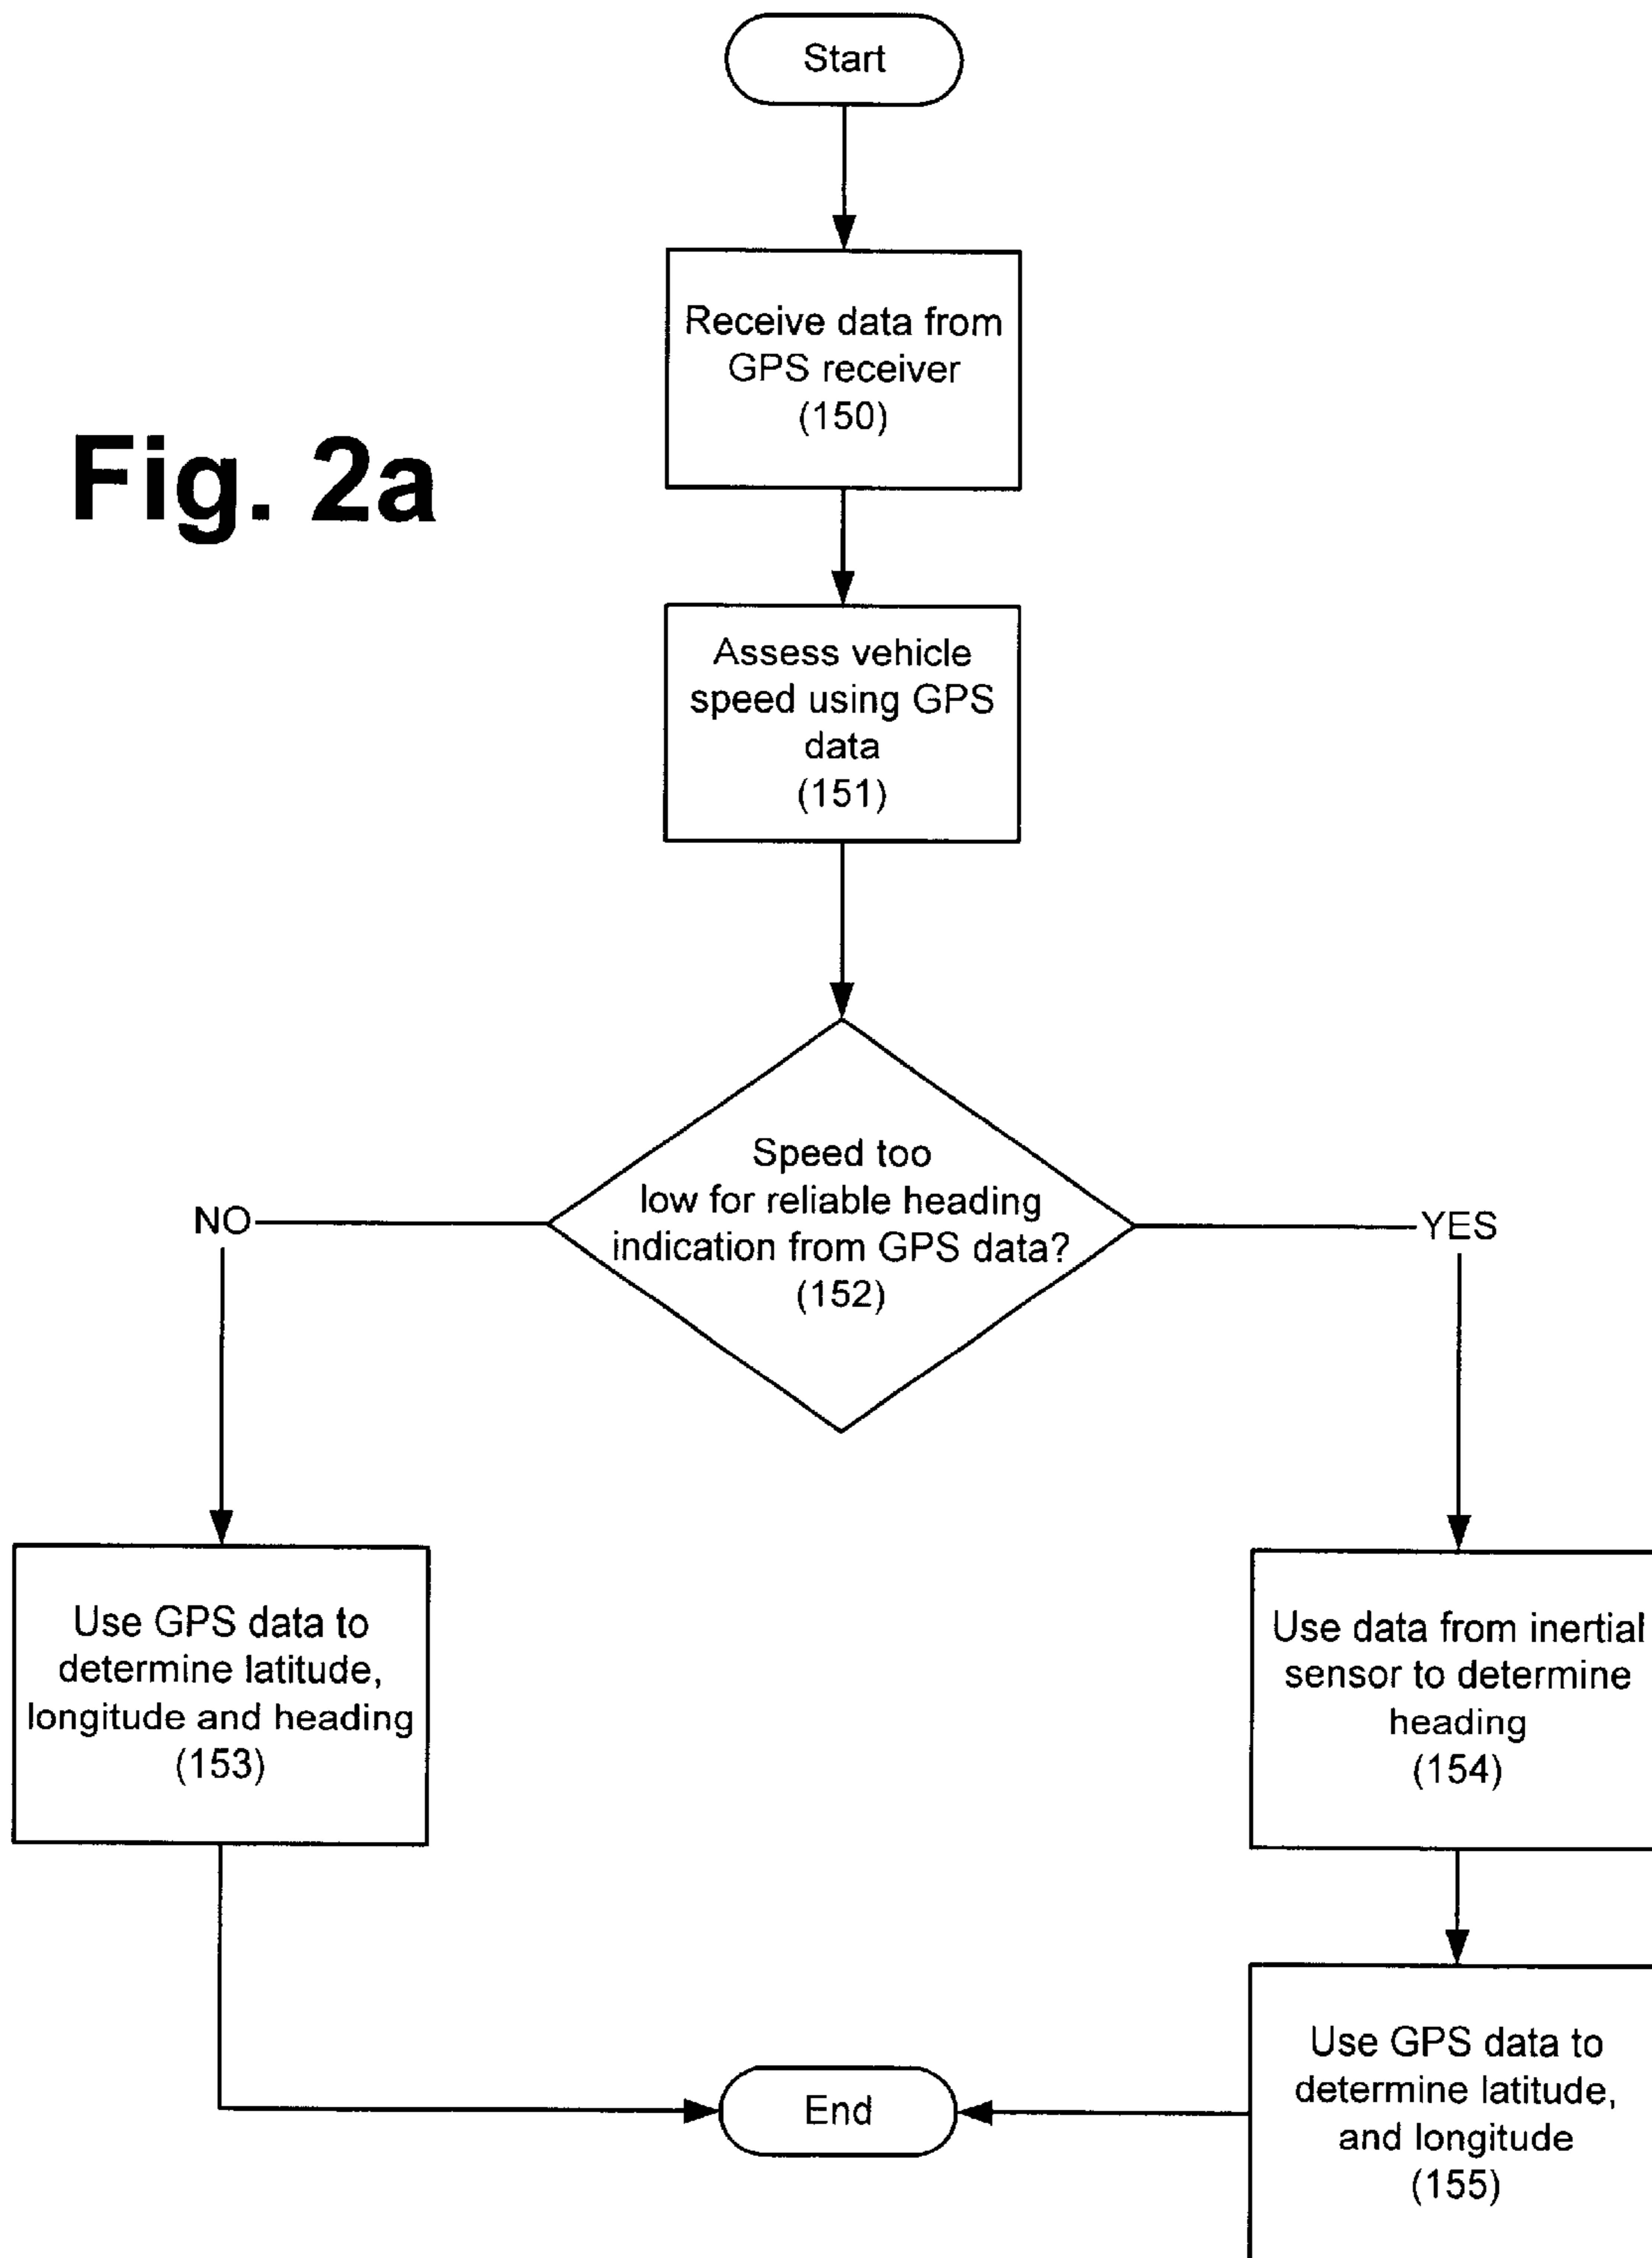 Start
Receive data from
GPS receiver
(150)
Fig. 2a
Assess vehicle
speed using GPS
data
(151)
Speed too
low for reliable heading
indication from GPS data?
(152)
NO
YES
Use GPS data to
determine latitude,
longitude and heading
(153)
Use data from inertial
sensor to determine
heading
(154)
Use GPS data to
determine latitude,
and longitude
(155)
End